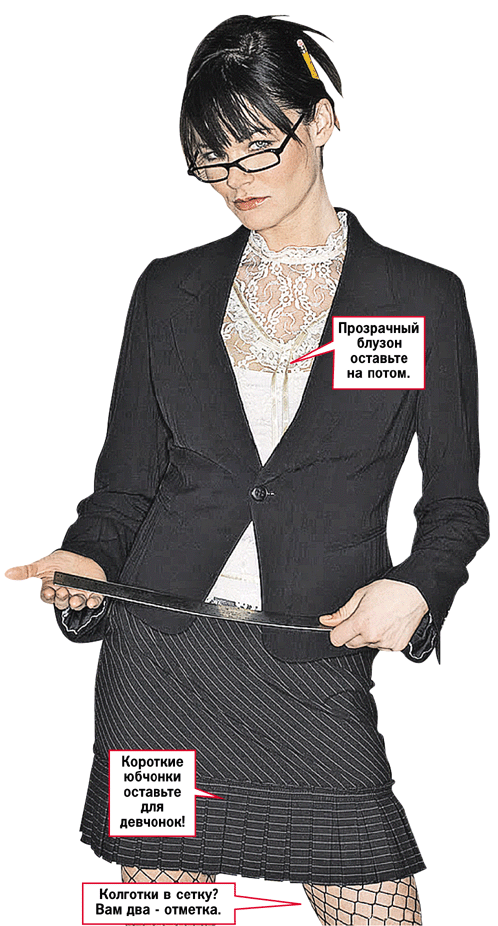 Прозрачный
блузон
оставьте
на потом.
Короткие
юбчонки
оставьте
для
девчонок!
Колготки в сетку?
Вам два - отметка.